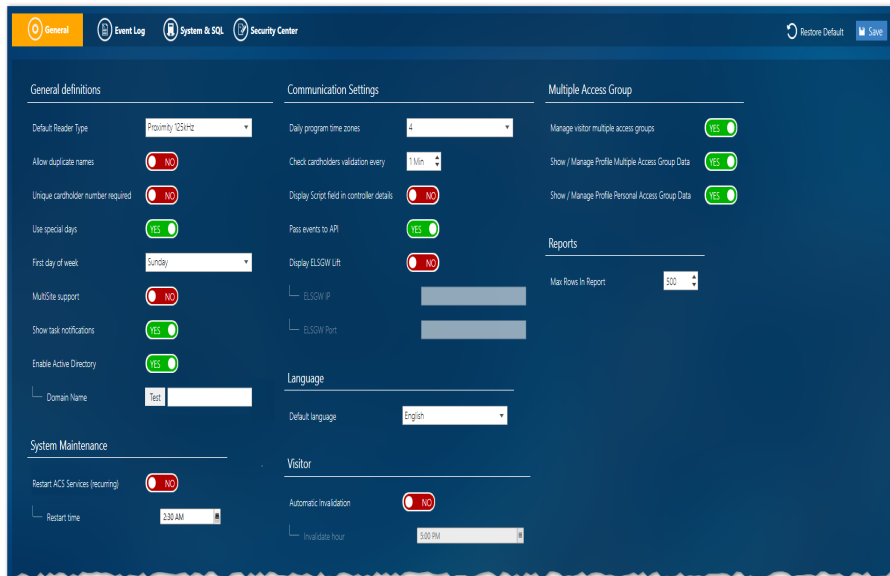 General
Event Log
System & SQL
Security Center
Restore Default
Save
General definitions
Default Reader Type
Proximity 125kHz
Allow duplicate names
NO
Unique cardholder number required
NO
Use special days
YES
First day of week
Sunday
MultiSite support
NO
Show task notifications
YES
Enable Active Directory
YES
Domain Name
Test
System Maintenance
Restart ACS Services (recurring)
NO
Restart time
2:30 AM
Communication Settings
Daily program time zones
4
Check cardholders validation every
1 Min
Display Script field in controller details
NO
Pass events to API
YES
Display ELSGW Lift
NO
ELSGW IP
ELSGW Port
Language
Default language
English
Visitor
Automatic Invalidation
NO
Invalidate hour
5:00 PM
Multiple Access Group
Manage visitor multiple access groups
YES
Show / Manage Profile Multiple Access Group Data
YES
Show / Manage Profile Personal Access Group Data
YES
Reports
Max Rows In Report
500